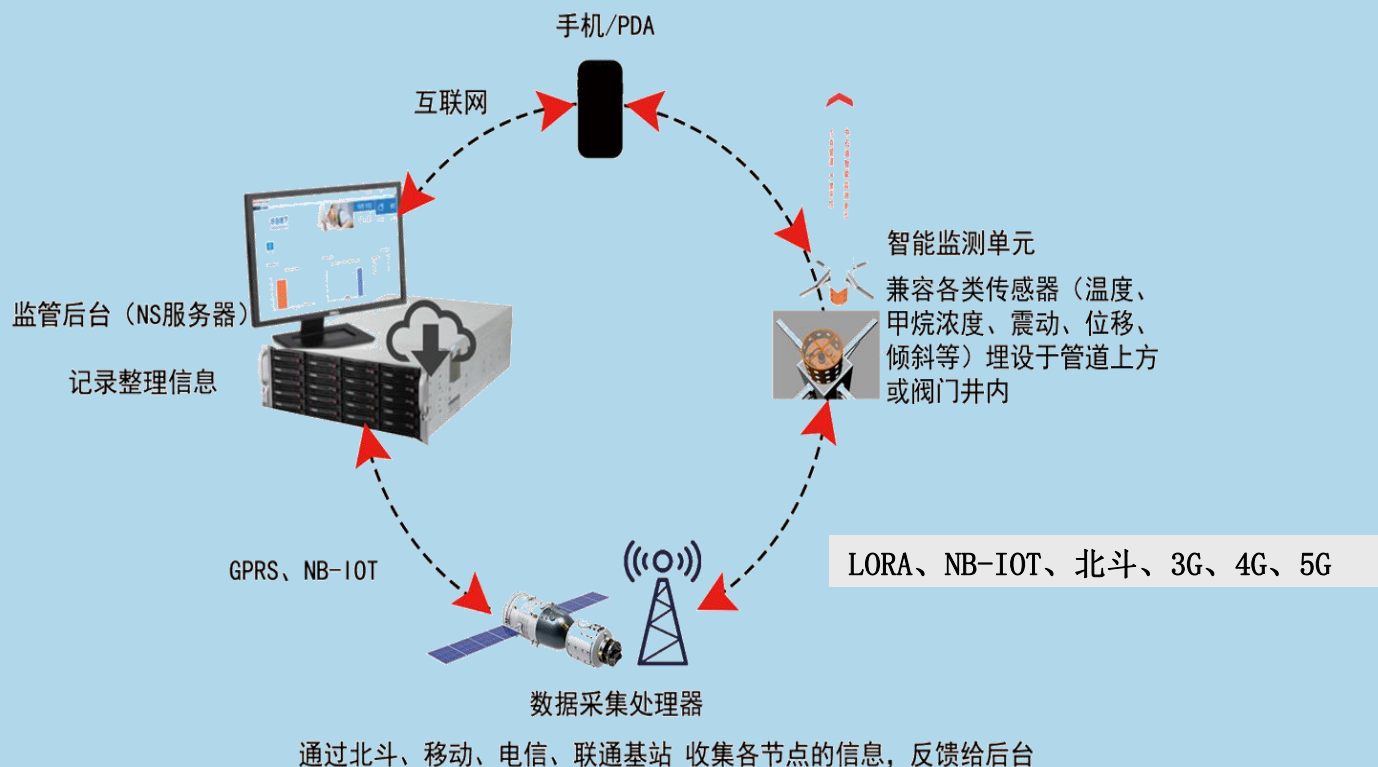 手机/PDA
互联网
智能监测单元
兼容各类传感器（温度、
甲烷浓度、震动、位移、
倾斜等）埋设于管道上方
或阀门井内
监管后台（NS服务器）
记录整理信息
GPRS、NB-IOT
LORA、NB-IOT、北斗、3G、4G、5G
数据采集处理器
通过北斗、移动、电信、联通基站 收集各节点的信息，反馈给后台